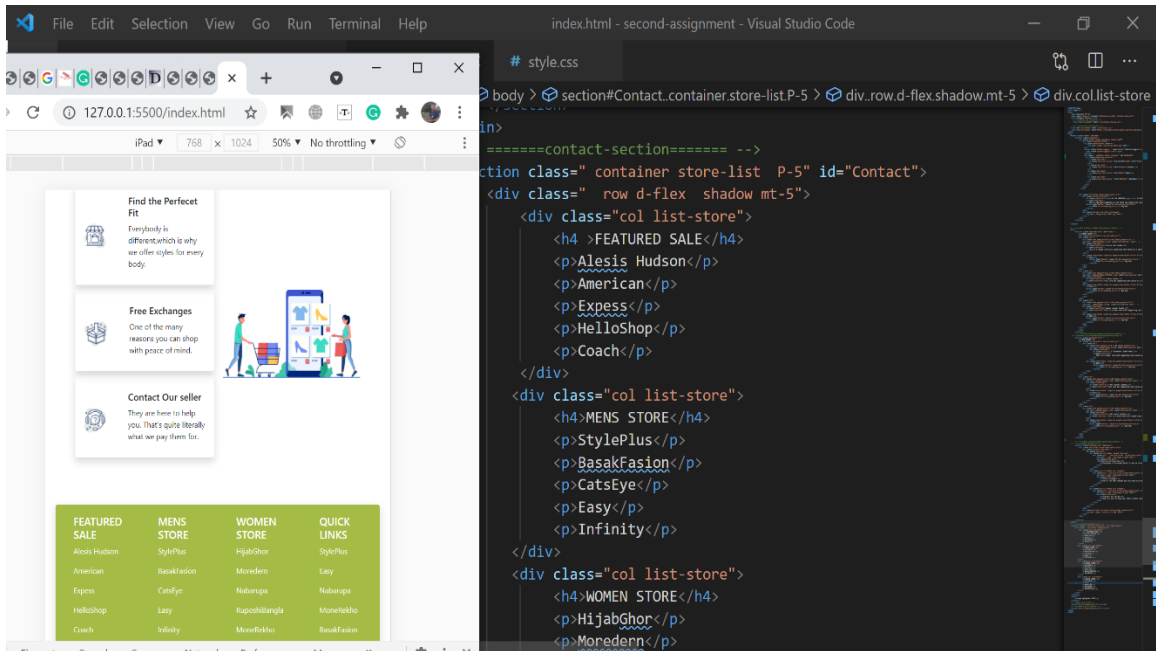 File Edit Selection View Go Run Terminal Help
index.html - second-assignment - Visual Studio Code
# style.css
127.0.0.1:5500/index.html
iPad ▼ 768 x 1024 50% ▼ No throttling ▼
Find the Perfecet
Fit
Everybody is
different,which is why
we offer styles for every
body.
Free Exchanges
One of the many
reasons you can shop
with peace of mind.
Contact Our seller
They are here to help
you. That's quite literally
what we pay them for.
FEATURED SALE
Alesis Hudson
American
Expess
HelloShop
Coach
MENS STORE
StylePlus
BasakFasion
CatsEye
Easy
Infinity
WOMEN STORE
HijabGhor
Moredern
Nabarupa
RuposhiBangla
MoneRekho
QUICK LINKS
StylePlus
Easy
Nabarupa
MoneRekho
BasakFasion
body > section#Contact..container.store-list.P-5 > div..row.d-flex.shadow.mt-5 > div.col.list-store
</section>
in>
=======contact-section======= -->
ction class=" container store-list  P-5" id="Contact">
<div class="  row d-flex  shadow mt-5">
<div class="col list-store">
<h4 >FEATURED SALE</h4>
<p>Alesis Hudson</p>
<p>American</p>
<p>Expess</p>
<p>HelloShop</p>
<p>Coach</p>
</div>
<div class="col list-store">
<h4>MENS STORE</h4>
<p>StylePlus</p>
<p>BasakFasion</p>
<p>CatsEye</p>
<p>Easy</p>
<p>Infinity</p>
</div>
<div class="col list-store">
<h4>WOMEN STORE</h4>
<p>HijabGhor</p>
<p>Moredern</p>